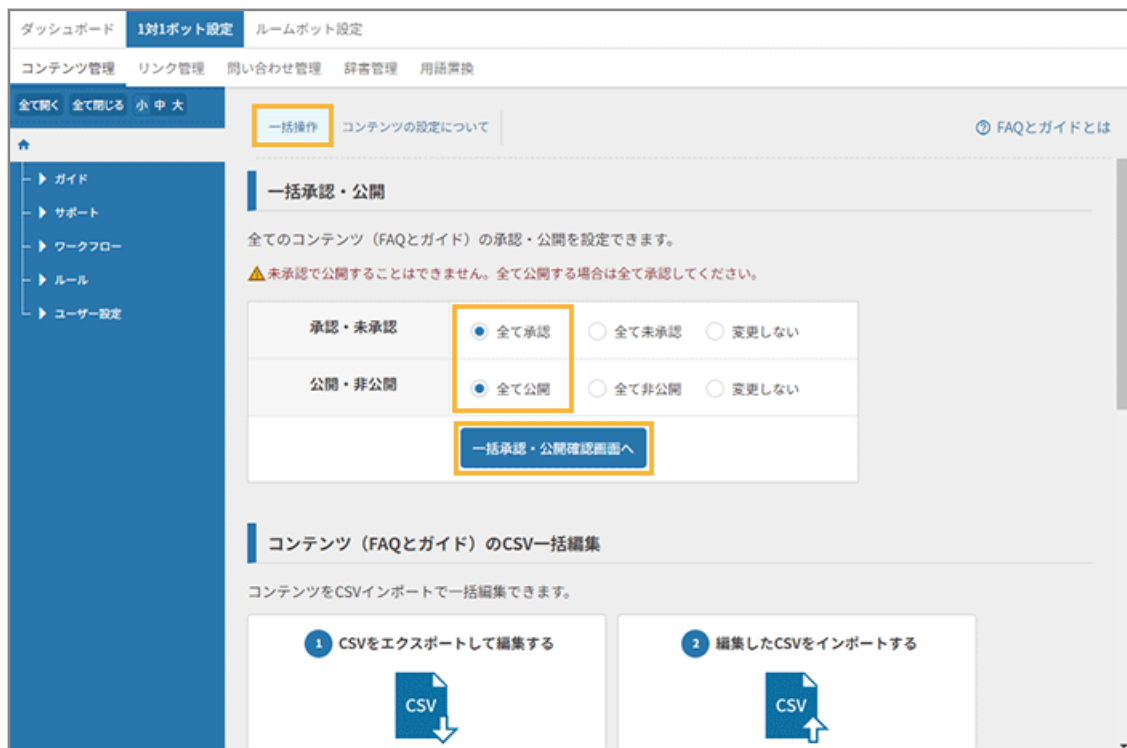 ダッシュボード 1対1ボット設定 ルームボット設定
コンテンツ管理 リンク管理 問い合わせ管理 辞書管理 用語置換
全て開く 全て閉じる 小 中 大
ガイド
サポート
ワークフロー
ルール
ユーザー設定
一括操作 コンテンツの設定について
FAQとガイドとは
一括承認・公開
全てのコンテンツ（FAQとガイド）の承認・公開を設定できます。
未承認で公開することはできません。全て公開する場合は全て承認してください。
承認・未承認 全て承認 全て未承認 変更しない
公開・非公開 全て公開 全て非公開 変更しない
一括承認・公開確認画面へ
コンテンツ（FAQとガイド）のCSV一括編集
コンテンツをCSVインポートで一括編集できます。
1 CSVをエクスポートして編集する
CSV
2 編集したCSVをインポートする
CSV